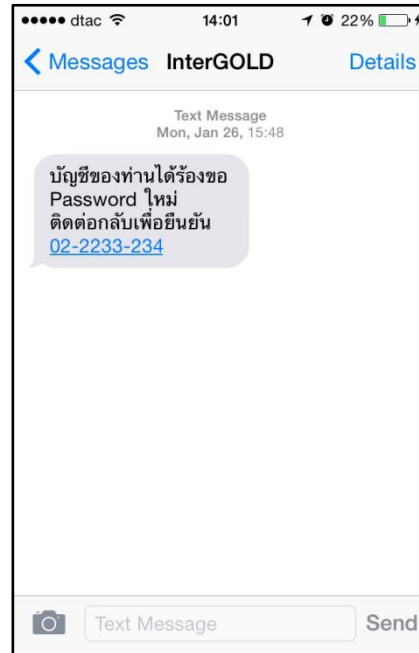 dtac 14:01 22%
Messages InterGOLD Details
Text Message
Mon, Jan 26, 15:48
บัญชีของท่านได้ร้องขอ
Password ใหม่
ติดต่อกลับเพื่อยืนยัน
02-2233-234
Text Message Send